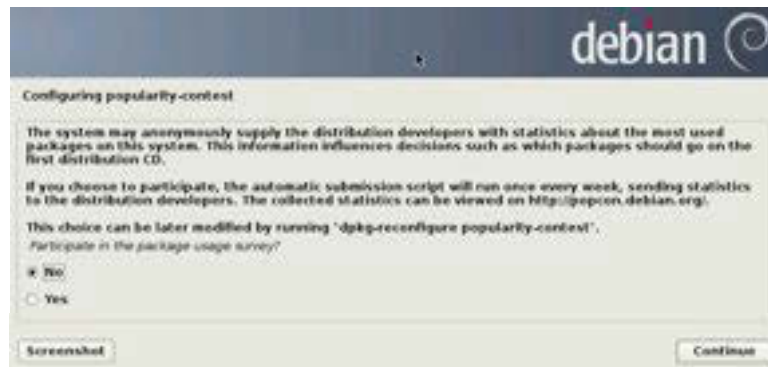 debian
Configuring popularity-contest
The system may anonymously supply the distribution developers with statistics about the most used
packages on this system. This information influences decisions such as which packages should go on the
first distribution CD.
If you choose to participate, the automatic submission script will run once every week, sending statistics
to the distribution developers. The collected statistics can be viewed on http://popcon.debian.org/.
This choice can be later modified by running "dpkg-reconfigure popularity-contest".
Participate in the package usage survey?
No
Yes
Screenshot
Continue